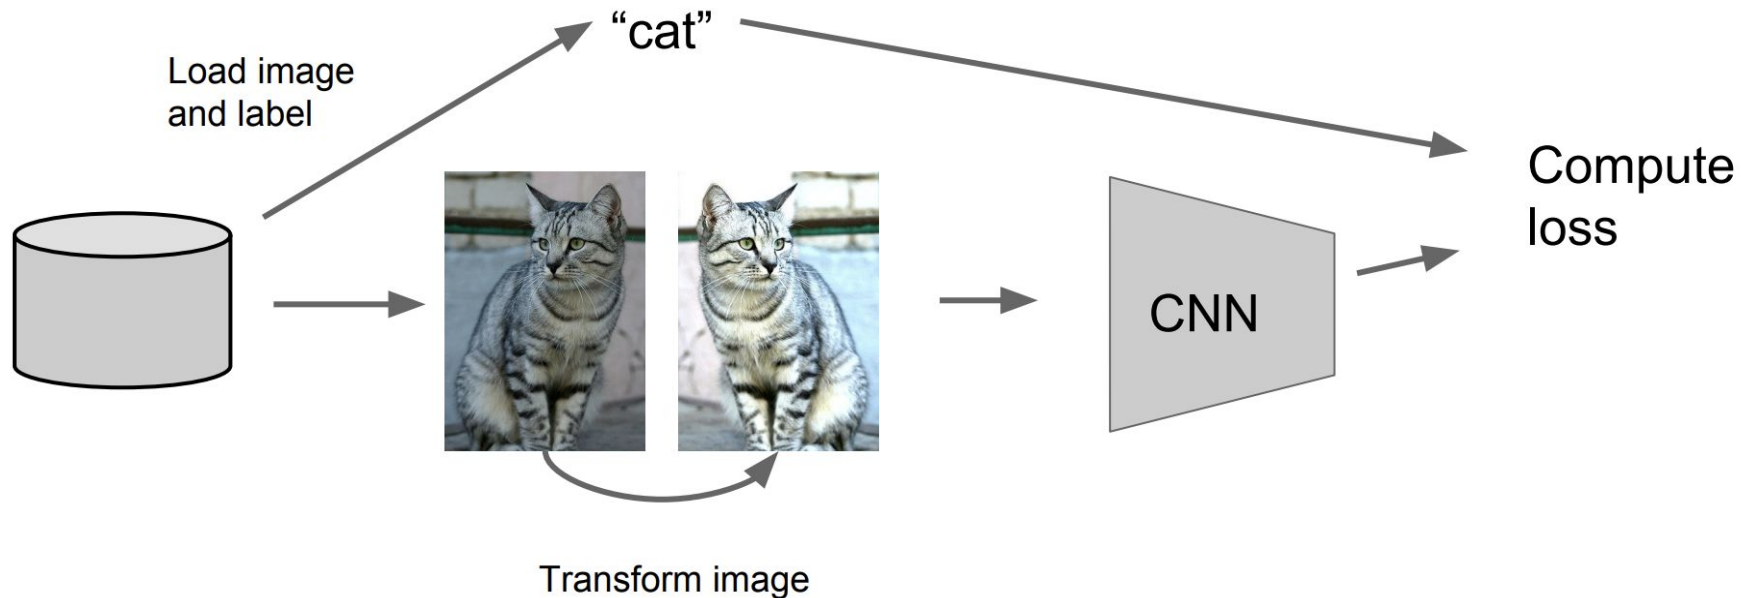 “cat”
Load image
and label
Compute
loss
CNN
Transform image